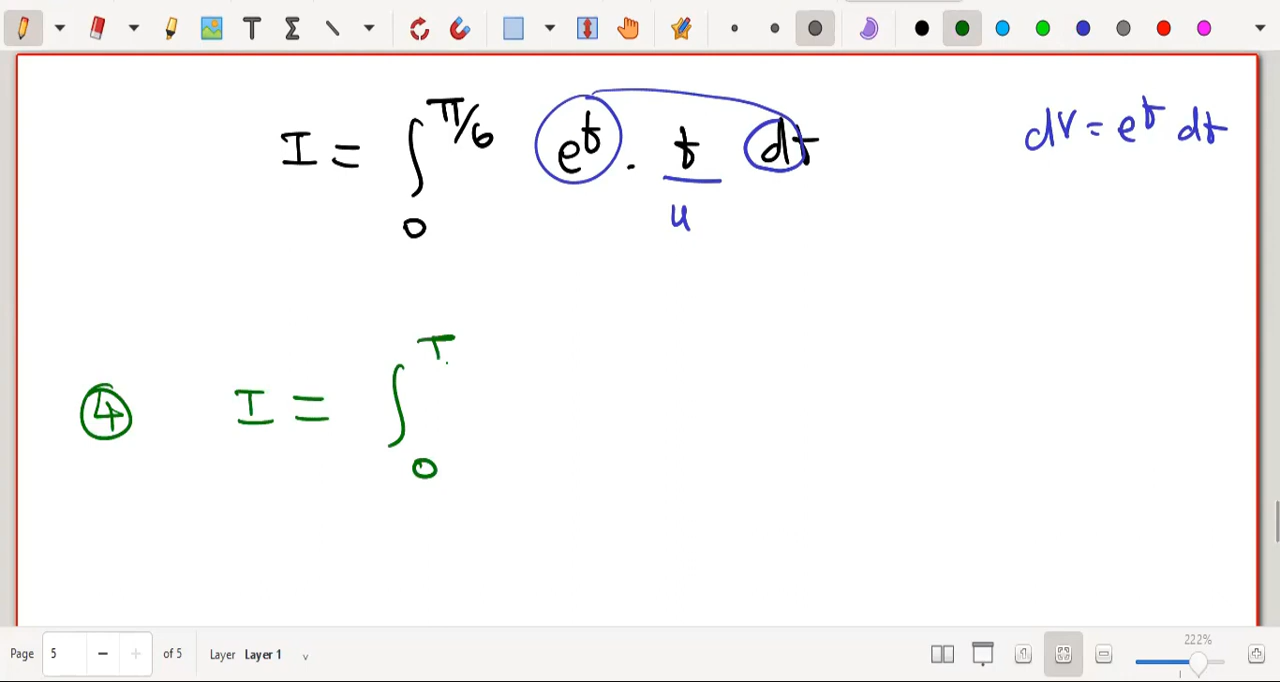 I = ∫₀^{π/6} e^t · t dt
dv = e^t dt
u
④ I = ∫₀^T
Page 5 of 5 Layer Layer 1 222%